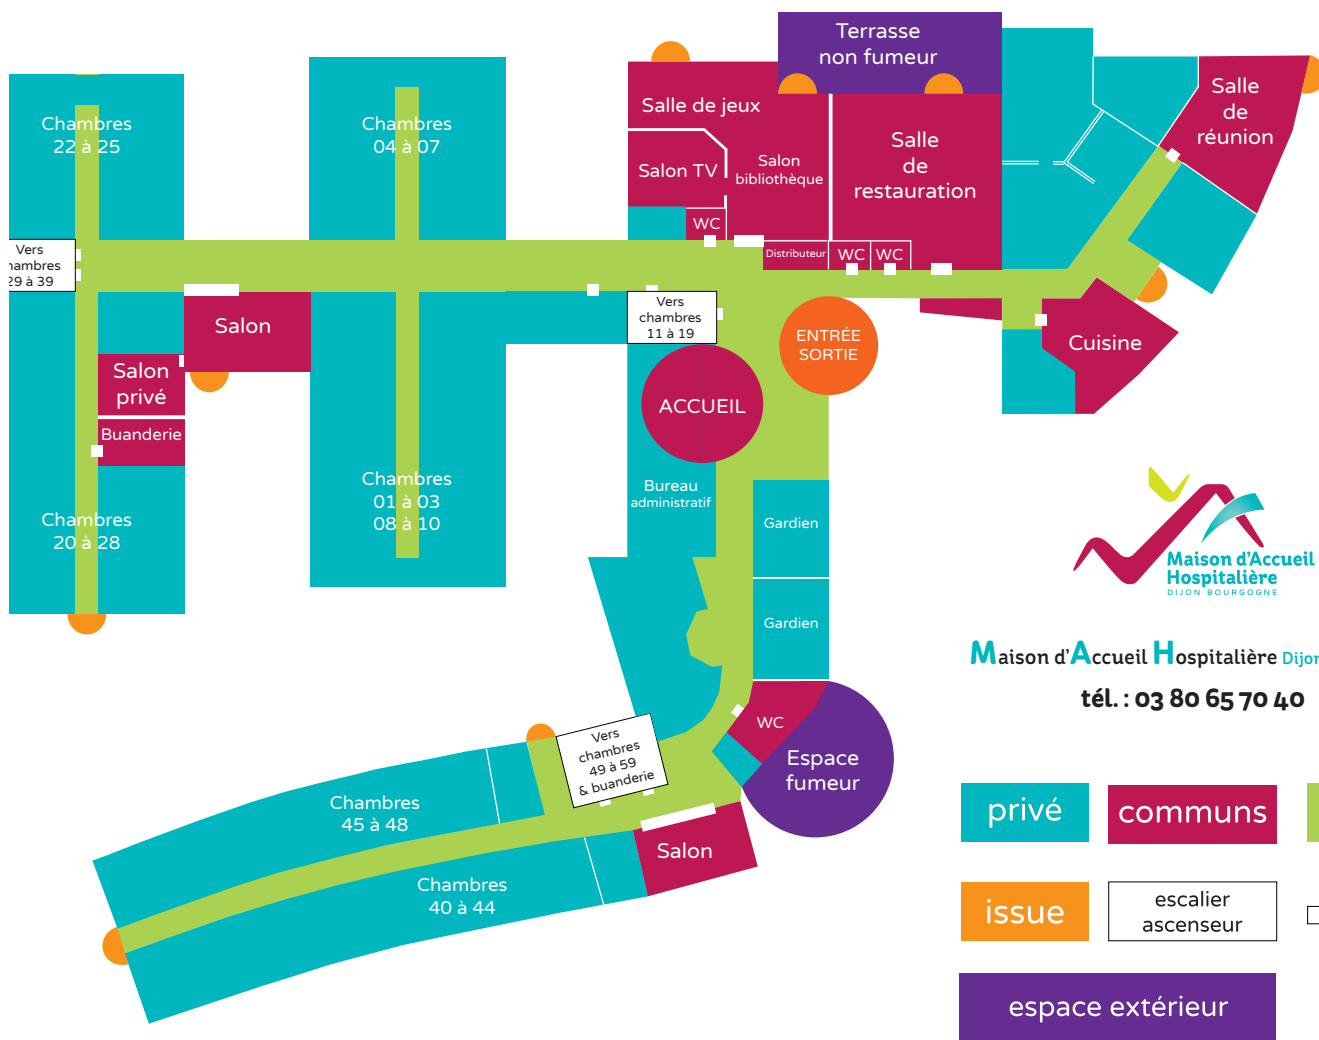 Terrasse
non fumeur
Chambres
22 à 25
Chambres
04 à 07
Salle de jeux
Salon TV
Salon
bibliothèque
Salle
de
restauration
Salle
de
réunion
WC
Distributeur
WC
WC
Vers
hambres
29 à 39
Salon
Vers
chambres
11 à 19
ENTRÉE
SORTIE
Cuisine
Salon
privé
Buanderie
ACCUEIL
Chambres
01 à 03
08 à 10
Bureau
administratif
Chambres
20 à 28
Gardien
Gardien
Maison d'Accueil
Hospitalière
DIJON BOURGOGNE
Maison d'Accueil Hospitalière Dijon
tél. : 03 80 65 70 40
WC
Vers
chambres
49 à 59
& buanderie
Espace
fumeur
Chambres
45 à 48
Salon
Chambres
40 à 44
privé
communs
issue
escalier
ascenseur
espace extérieur